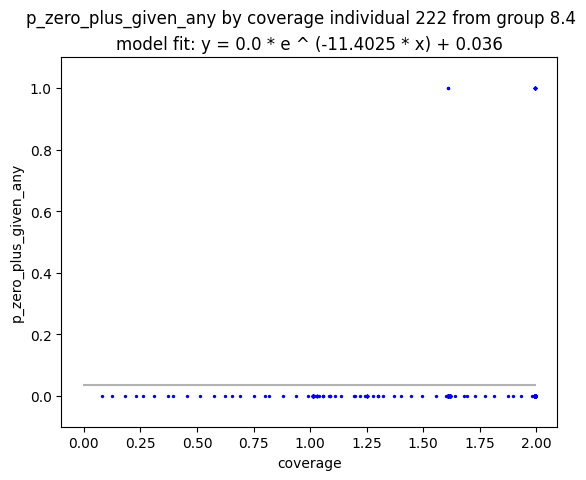 p_zero_plus_given_any by coverage individual 222 from group 8.4
model fit: y = 0.0 * e ^ (-11.4025 * x) + 0.036
1.0
0.8
0.6
0.4
0.2
0.0
p_zero_plus_given_any
0.00 0.25 0.50 0.75 1.00 1.25 1.50 1.75 2.00
coverage